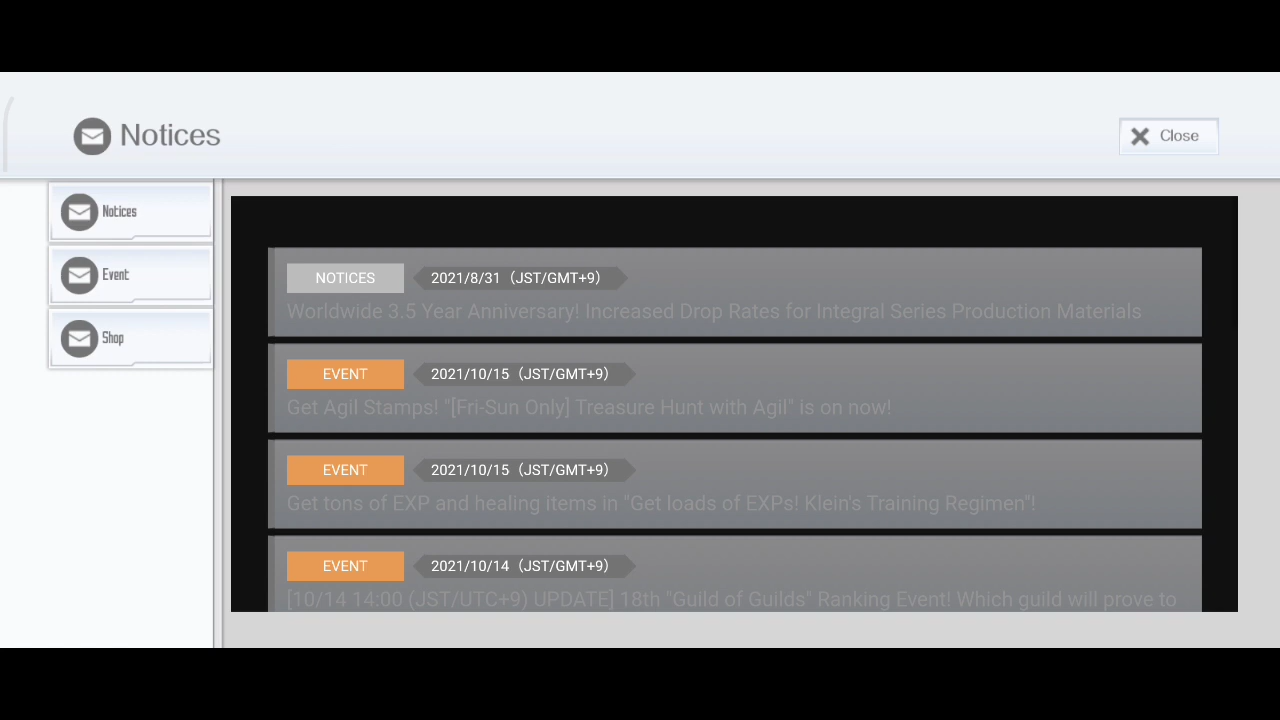 Notices
Close
Notices
Event
Shop
NOTICES 2021/8/31（JST/GMT+9）
Worldwide 3.5 Year Anniversary! Increased Drop Rates for Integral Series Production Materials
EVENT 2021/10/15（JST/GMT+9）
Get Agil Stamps! "[Fri-Sun Only] Treasure Hunt with Agil" is on now!
EVENT 2021/10/15（JST/GMT+9）
Get tons of EXP and healing items in "Get loads of EXPs! Klein's Training Regimen"!
EVENT 2021/10/14（JST/GMT+9）
[10/14 14:00 (JST/UTC+9) UPDATE] 18th "Guild of Guilds" Ranking Event! Which guild will prove to